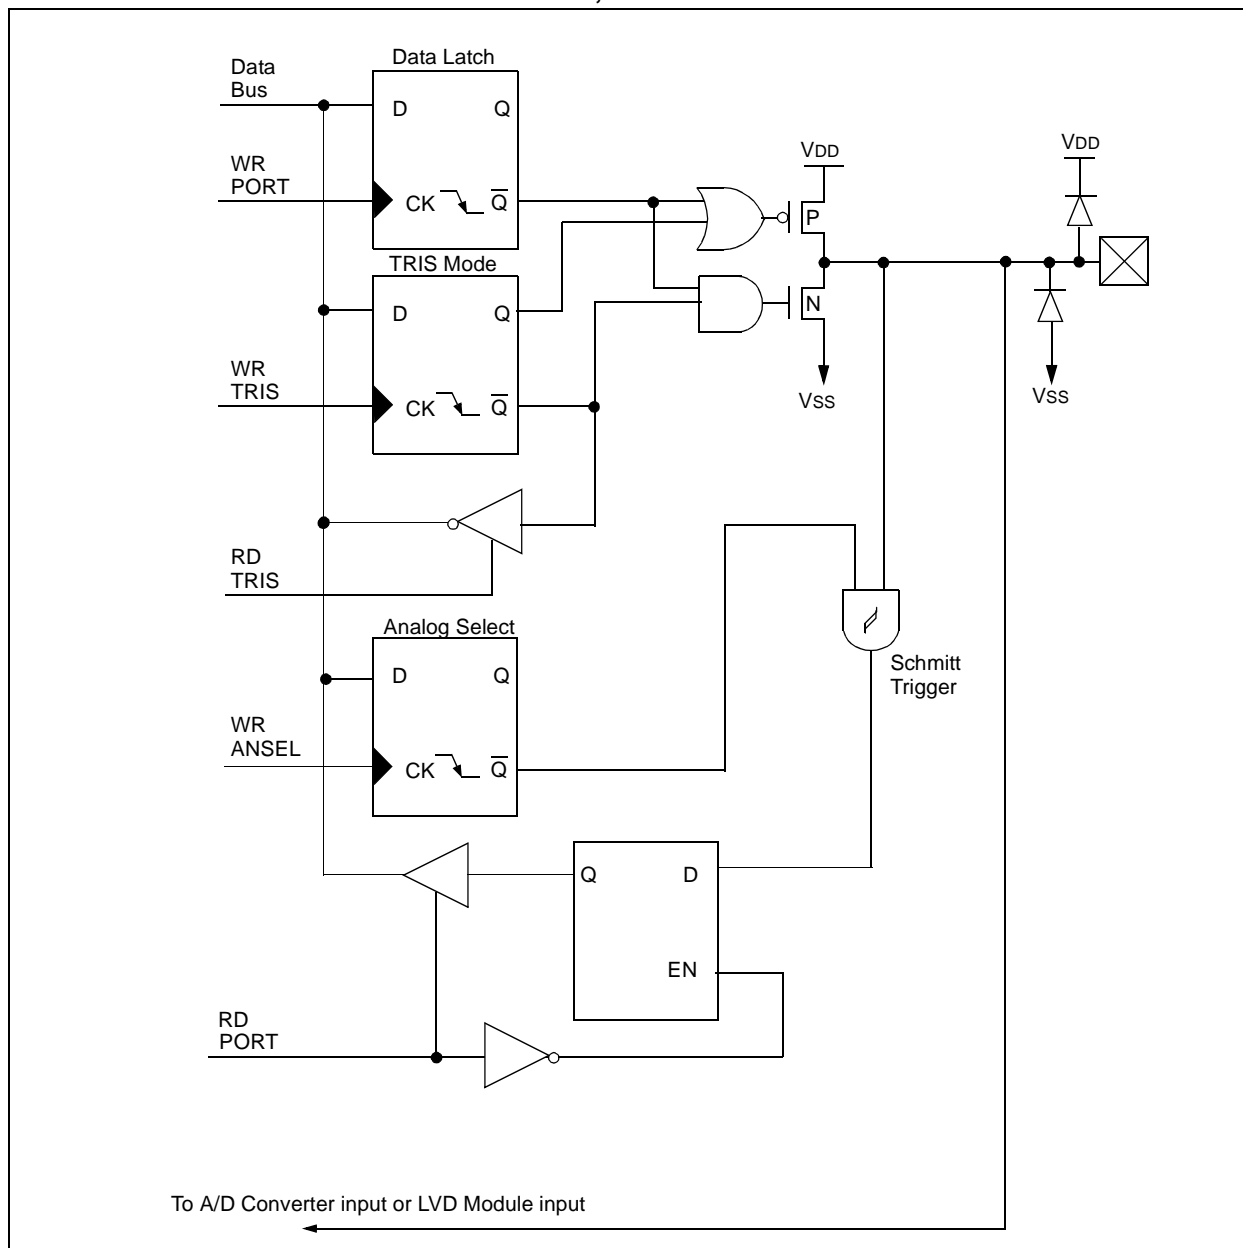 Data Latch
Data
Bus
D
Q
WR
PORT
CK
Q̅
VDD
VDD
P
TRIS Mode
D
Q
N
WR
TRIS
CK
Q̅
VSS
VSS
RD
TRIS
Analog Select
D
Q
Schmitt
Trigger
WR
ANSEL
CK
Q̅
Q
D
EN
RD
PORT
To A/D Converter input or LVD Module input